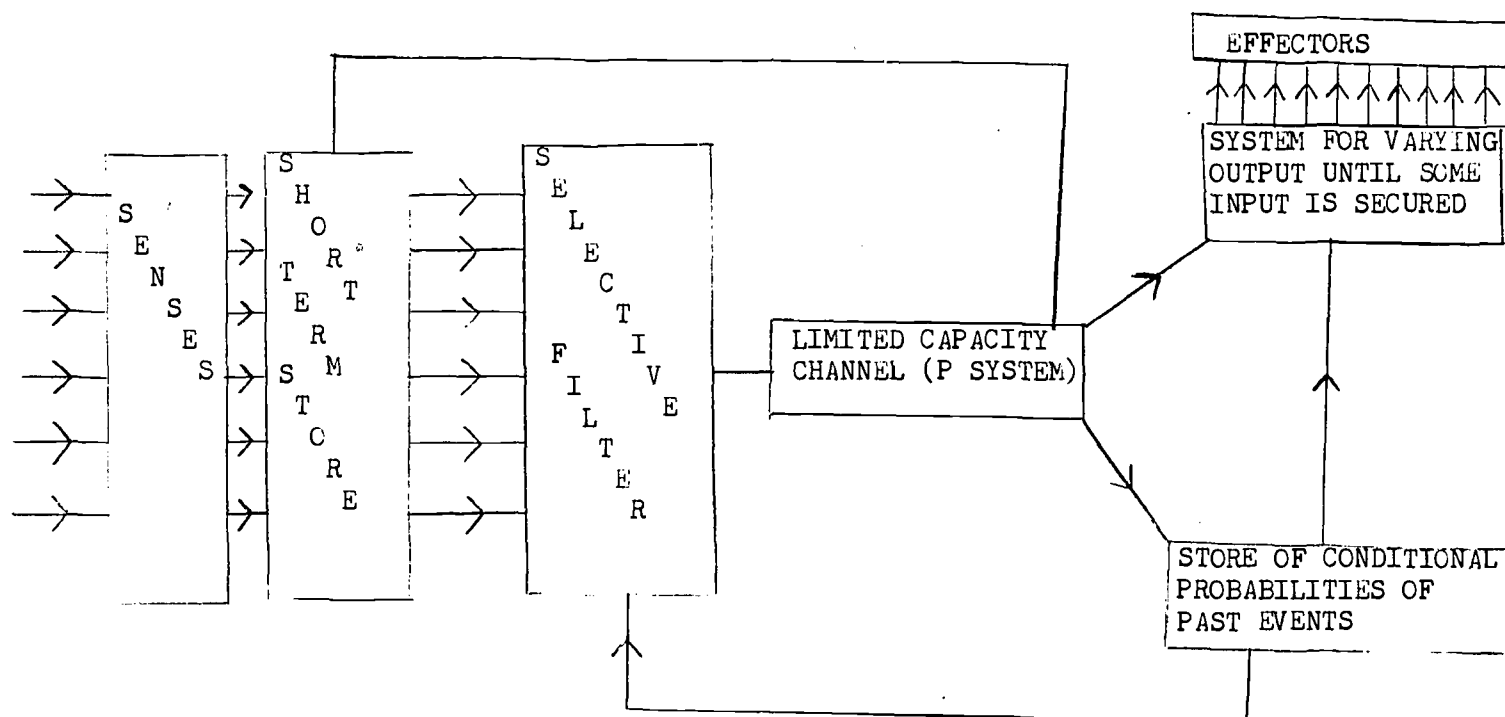 EFFECTORS
SYSTEM FOR VARYING
OUTPUT UNTIL SOME
INPUT IS SECURED
SENSES
SHORT
TERM
STORE
SELECTIVE
FILTER
LIMITED CAPACITY
CHANNEL (P SYSTEM)
STORE OF CONDITIONAL
PROBABILITIES OF
PAST EVENTS